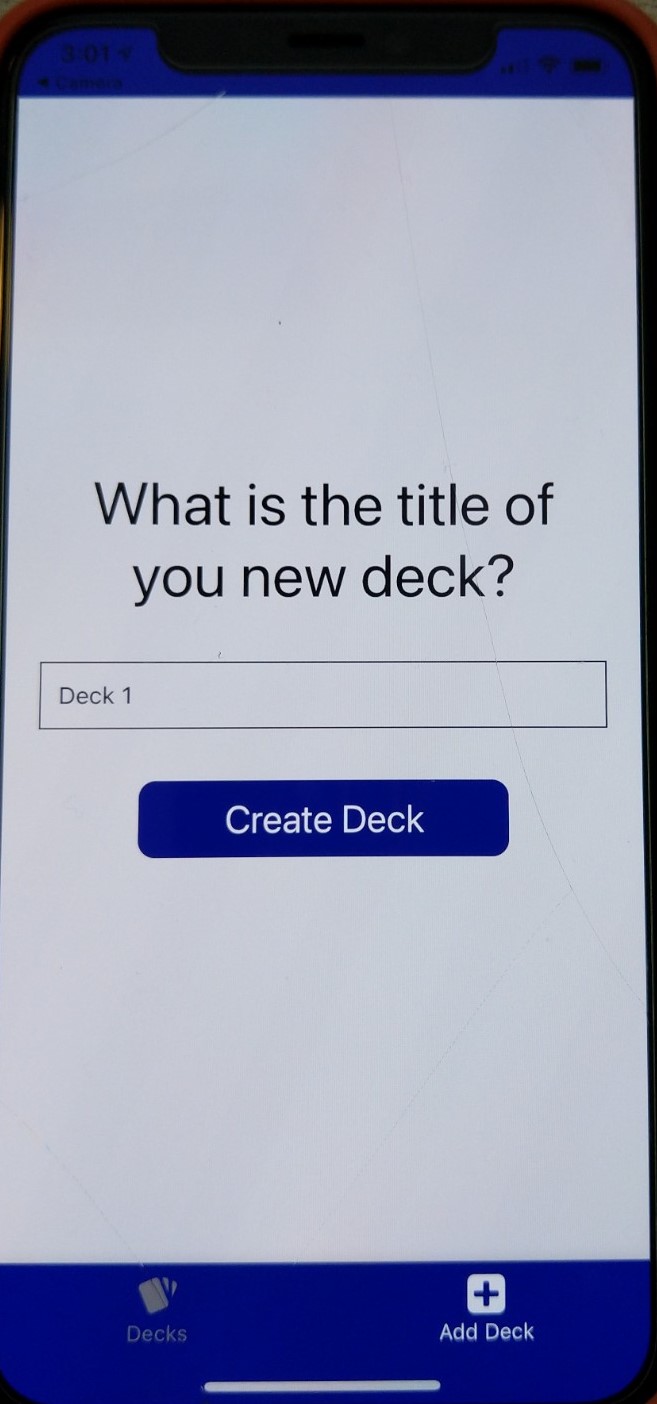 3:01
◀ Camera
What is the title of
you new deck?
Deck 1
Create Deck
Decks
Add Deck